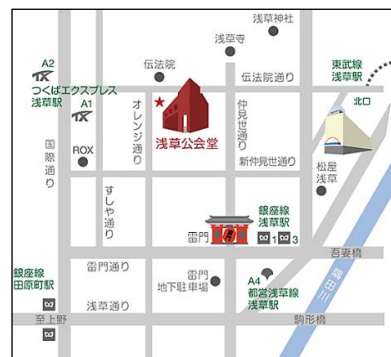 浅草神社
浅草寺
A2
つくばエクスプレス
浅草駅
A1
伝法院
伝法院通り
東武線
浅草駅
北口
国際通り
ROX
オレンジ通り
浅草公会堂
仲見世通り
新仲見世通り
松屋
浅草
すしや通り
雷門
銀座線
浅草駅
1
3
吾妻橋
雷門通り
銀座線
田原町駅
雷門
地下駐車場
A4
都営浅草線
浅草駅
隅田川
浅草通り
至上野
駒形橋